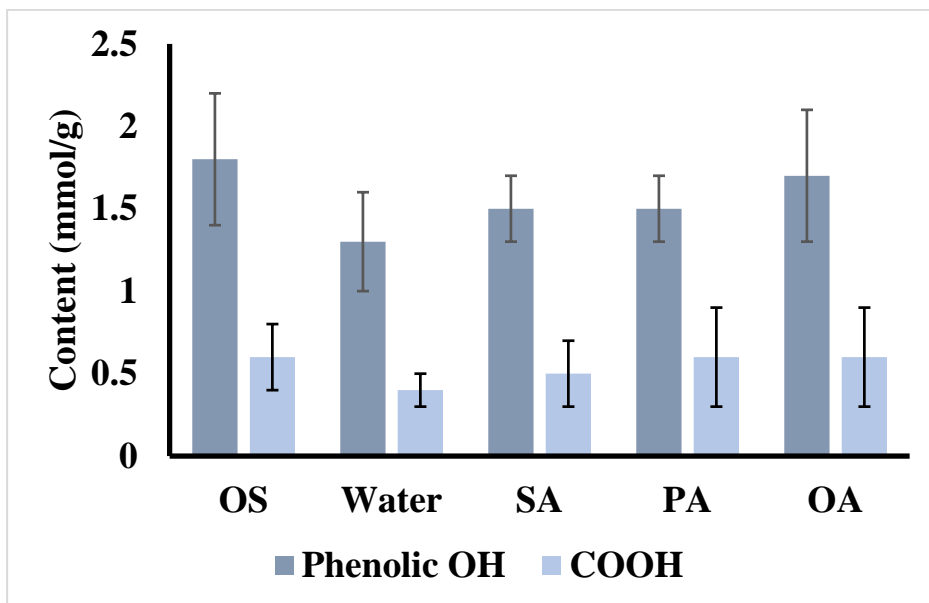 Content (mmol/g)
2.5
2
1.5
1
0.5
0
OS Water SA PA OA
Phenolic OH COOH